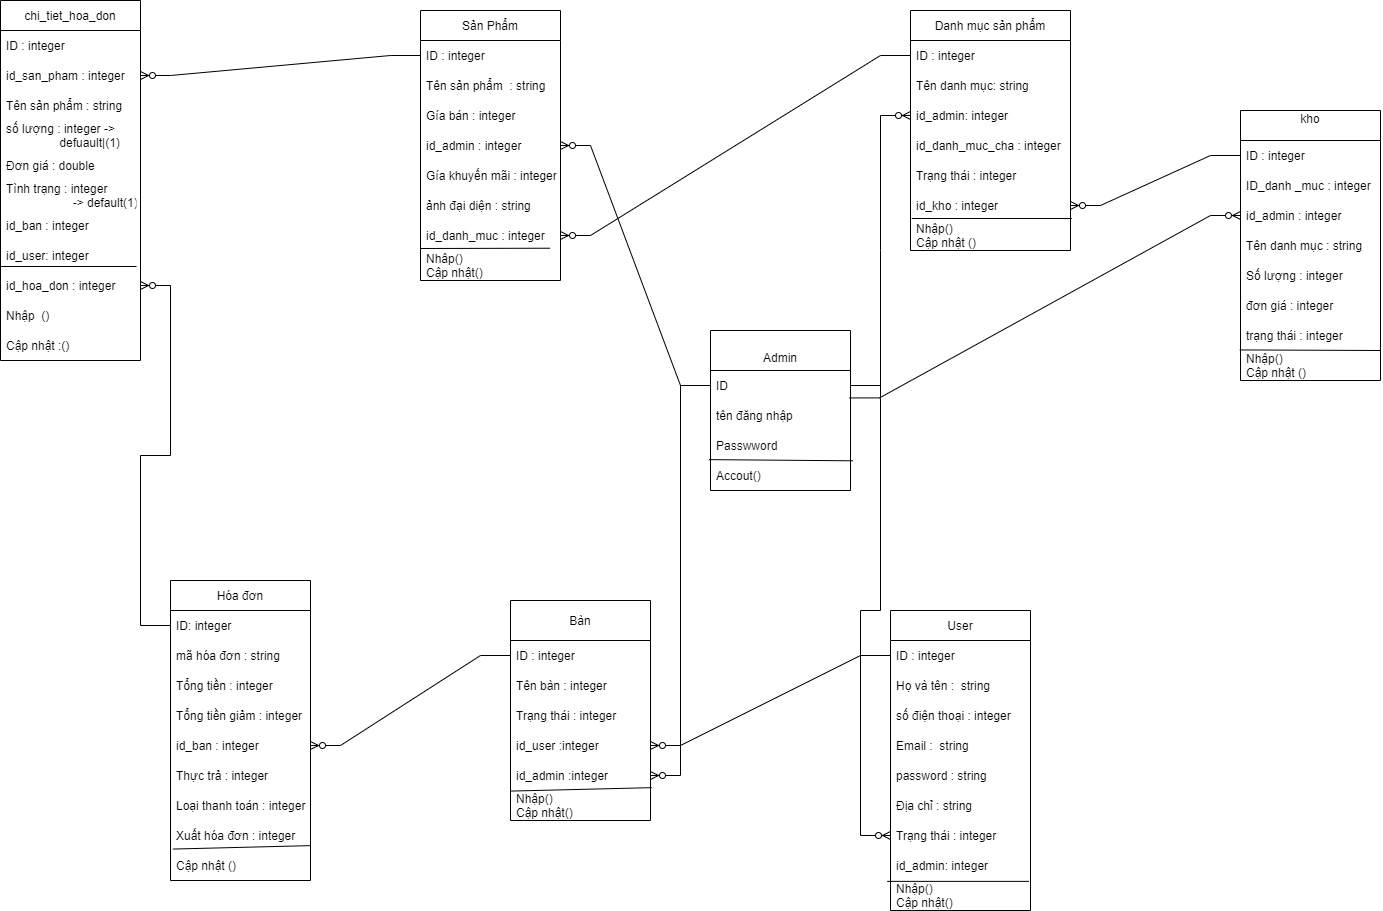 chi_tiet_hoa_don
ID : integer
id_san_pham : integer
Tên sản phẩm : string
số lượng : integer ->
defuault|(1)
Đơn giá : double
Tình trạng : integer
-> default(1)
id_ban : integer
id_user: integer
id_hoa_don : integer
Nhập  ()
Cập nhật :()
Sản Phẩm
ID : integer
Tên sản phẩm  : string
Gía bán : integer
id_admin : integer
Gía khuyến mãi : integer
ảnh đại diện : string
id_danh_muc : integer
Nhâp()
Cập nhật()
Danh mục sản phẩm
ID : integer
Tên danh mục: string
id_admin: integer
id_danh_muc_cha : integer
Trạng thái : integer
id_kho : integer
Nhập()
Cập nhật ()
kho
ID : integer
ID_danh _muc : integer
id_admin : integer
Tên danh mục : string
Số lượng : integer
đơn giá : integer
trạng thái : integer
Nhập()
Cập nhật ()
Admin
ID
tên đăng nhập
Passwword
Accout()
Hóa đơn
ID: integer
mã hóa đơn : string
Tổng tiền : integer
Tổng tiền giảm : integer
id_ban : integer
Thực trả : integer
Loại thanh toán : integer
Xuất hóa đơn : integer
Cập nhật ()
Bàn
ID : integer
Tên bàn : integer
Trạng thái : integer
id_user :integer
id_admin :integer
Nhập()
Cập nhật()
User
ID : integer
Họ và tên :  string
số điện thoại : integer
Email :  string
password : string
Địa chỉ : string
Trạng thái : integer
id_admin: integer
Nhập()
Cập nhật()